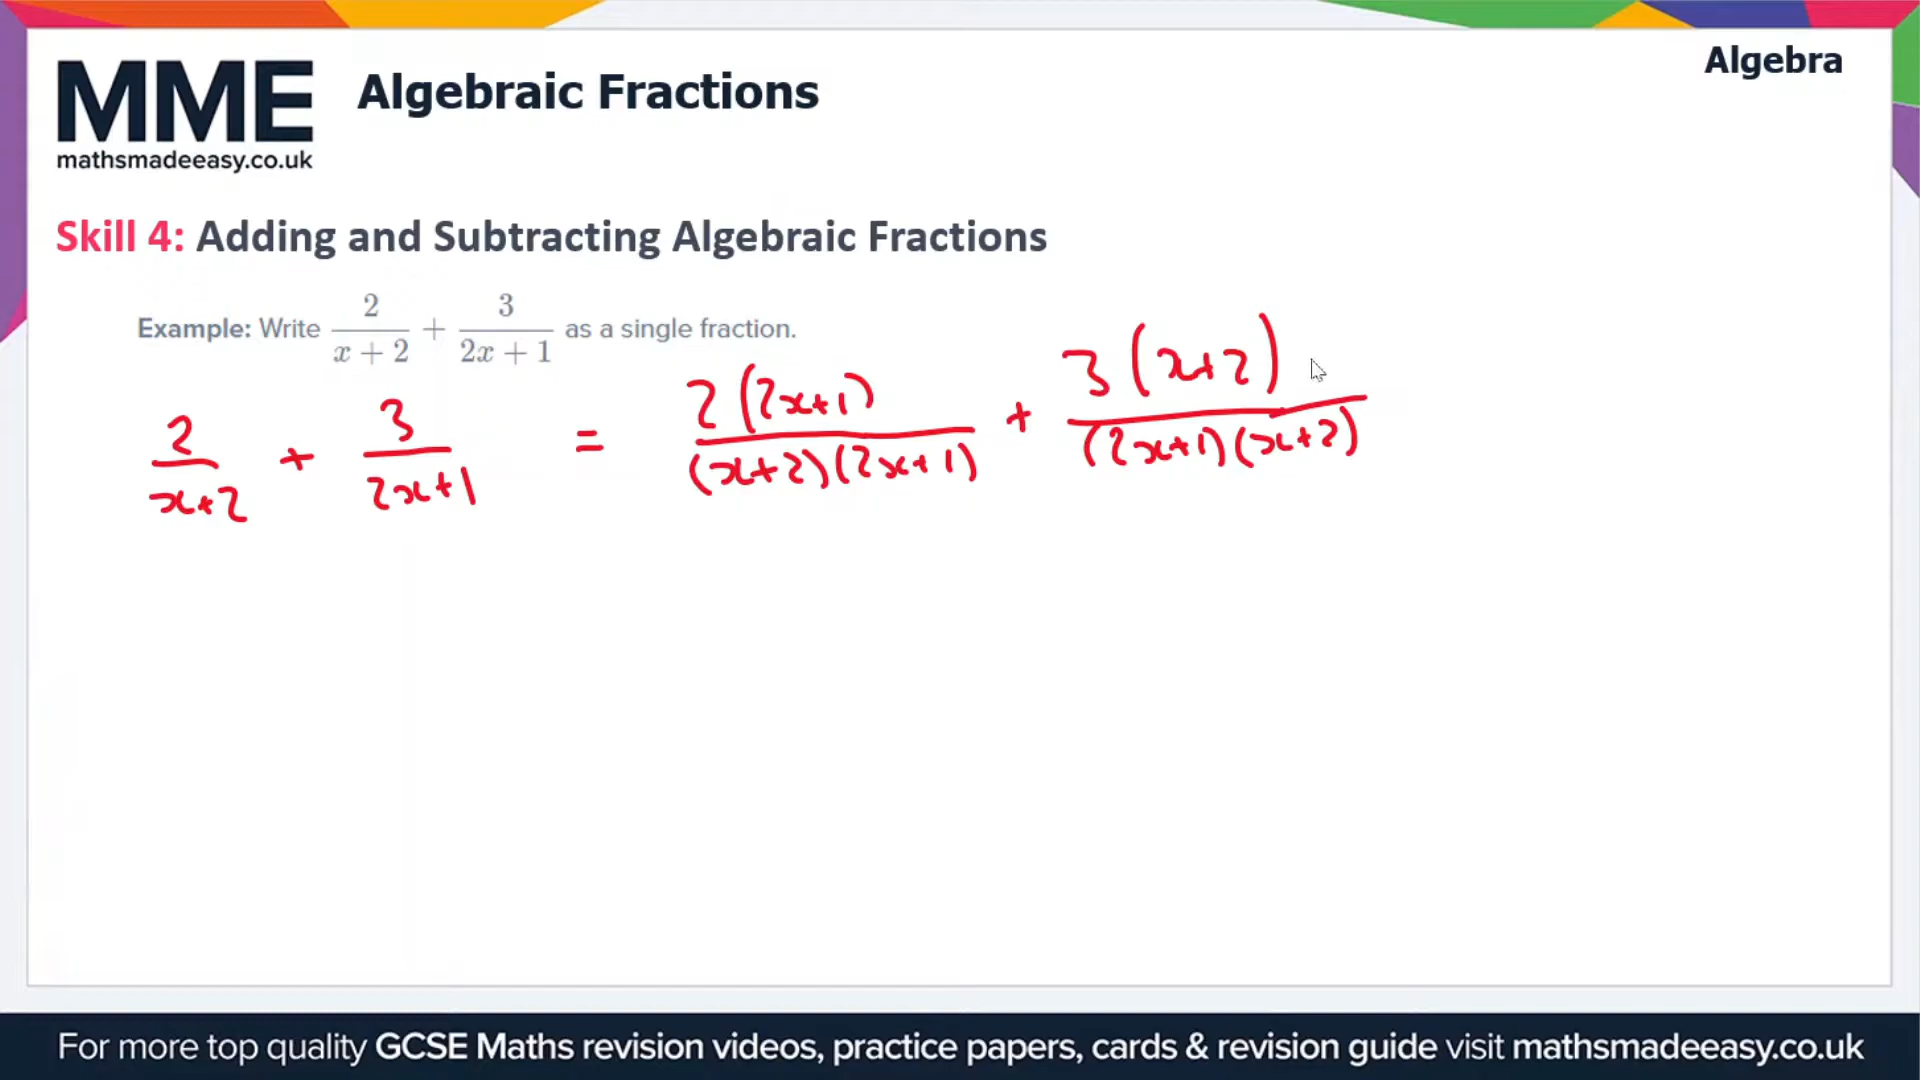 Algebra
MME Algebraic Fractions
mathsmadeeasy.co.uk
Skill 4: Adding and Subtracting Algebraic Fractions
Example: Write 2/(x + 2) + 3/(2x + 1) as a single fraction.
2/(x+2) + 3/(2x+1) = 2(2x+1)/((x+2)(2x+1)) + 3(x+2)/((2x+1)(x+2))
For more top quality GCSE Maths revision videos, practice papers, cards & revision guide visit mathsmadeeasy.co.uk